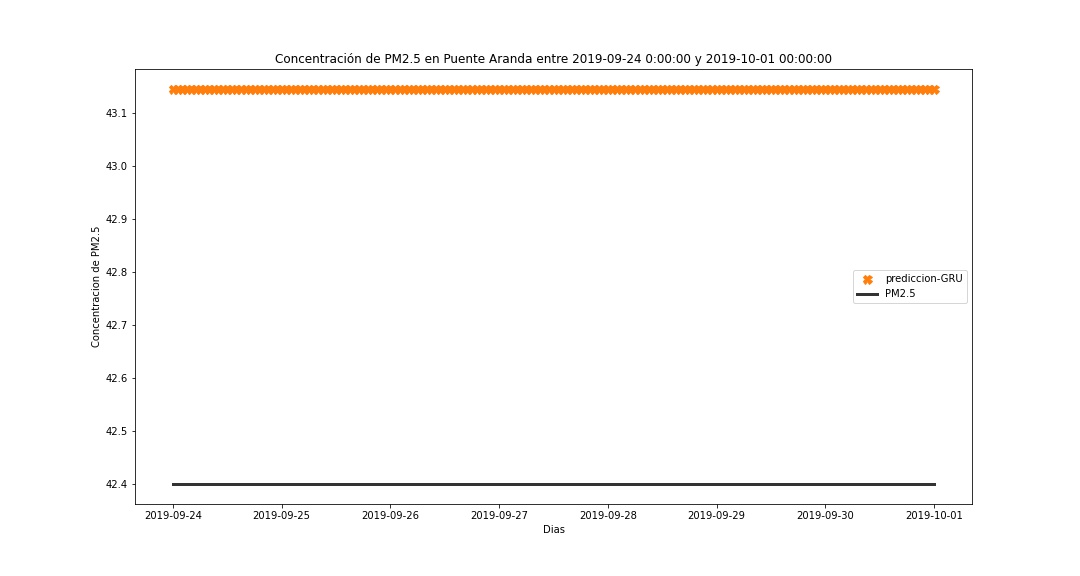 Concentración de PM2.5 en Puente Aranda entre 2019-09-24 0:00:00 y 2019-10-01 00:00:00
43.1
43.0
42.9
42.8
42.7
42.6
42.5
42.4
Concentracion de PM2.5
prediccion-GRU
PM2.5
2019-09-24 2019-09-25 2019-09-26 2019-09-27 2019-09-28 2019-09-29 2019-09-30 2019-10-01
Dias